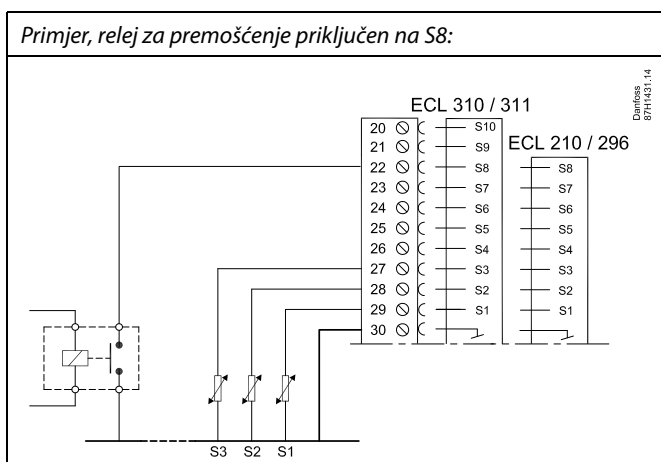 Primjer, relej za premošćenje priključen na S8:
Danfoss
87H1431.14
ECL 310 / 311
ECL 210 / 296
20 S10
21 S9
22 S8 S8
23 S7 S7
24 S6 S6
25 S5 S5
26 S4 S4
27 S3 S3
28 S2 S2
29 S1 S1
30
S3 S2 S1